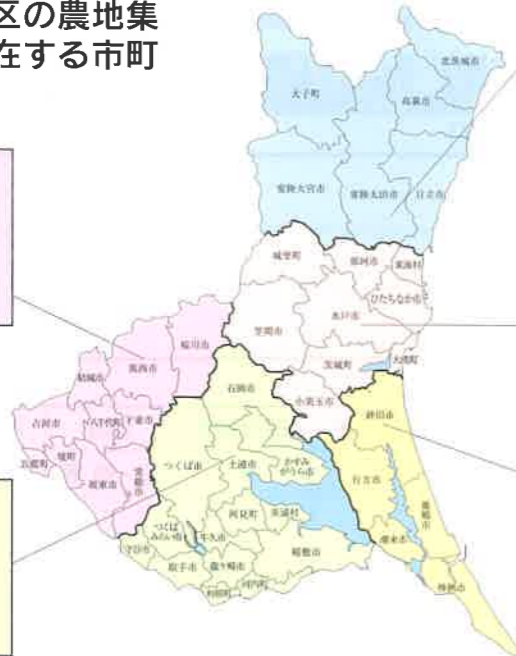 区の農地集
在する市町
北茨城市
大子町
高萩市
常陸大宮市
常陸太田市
日立市
城里町
那珂市
東海村
ひたちなか市
水戸市
笠間市
茨城町
大洗町
小美玉市
桜川市
筑西市
結城市
古河市
八千代町
下妻市
五霞町
境町
坂東市
常総市
石岡市
つくば市
土浦市
かすみ
がうら市
阿見町
美浦村
つくば
みらい市
牛久市
守谷市
取手市
龍ケ崎市
稲敷市
利根町
河内町
鉾田市
行方市
鹿嶋市
潮来市
神栖市